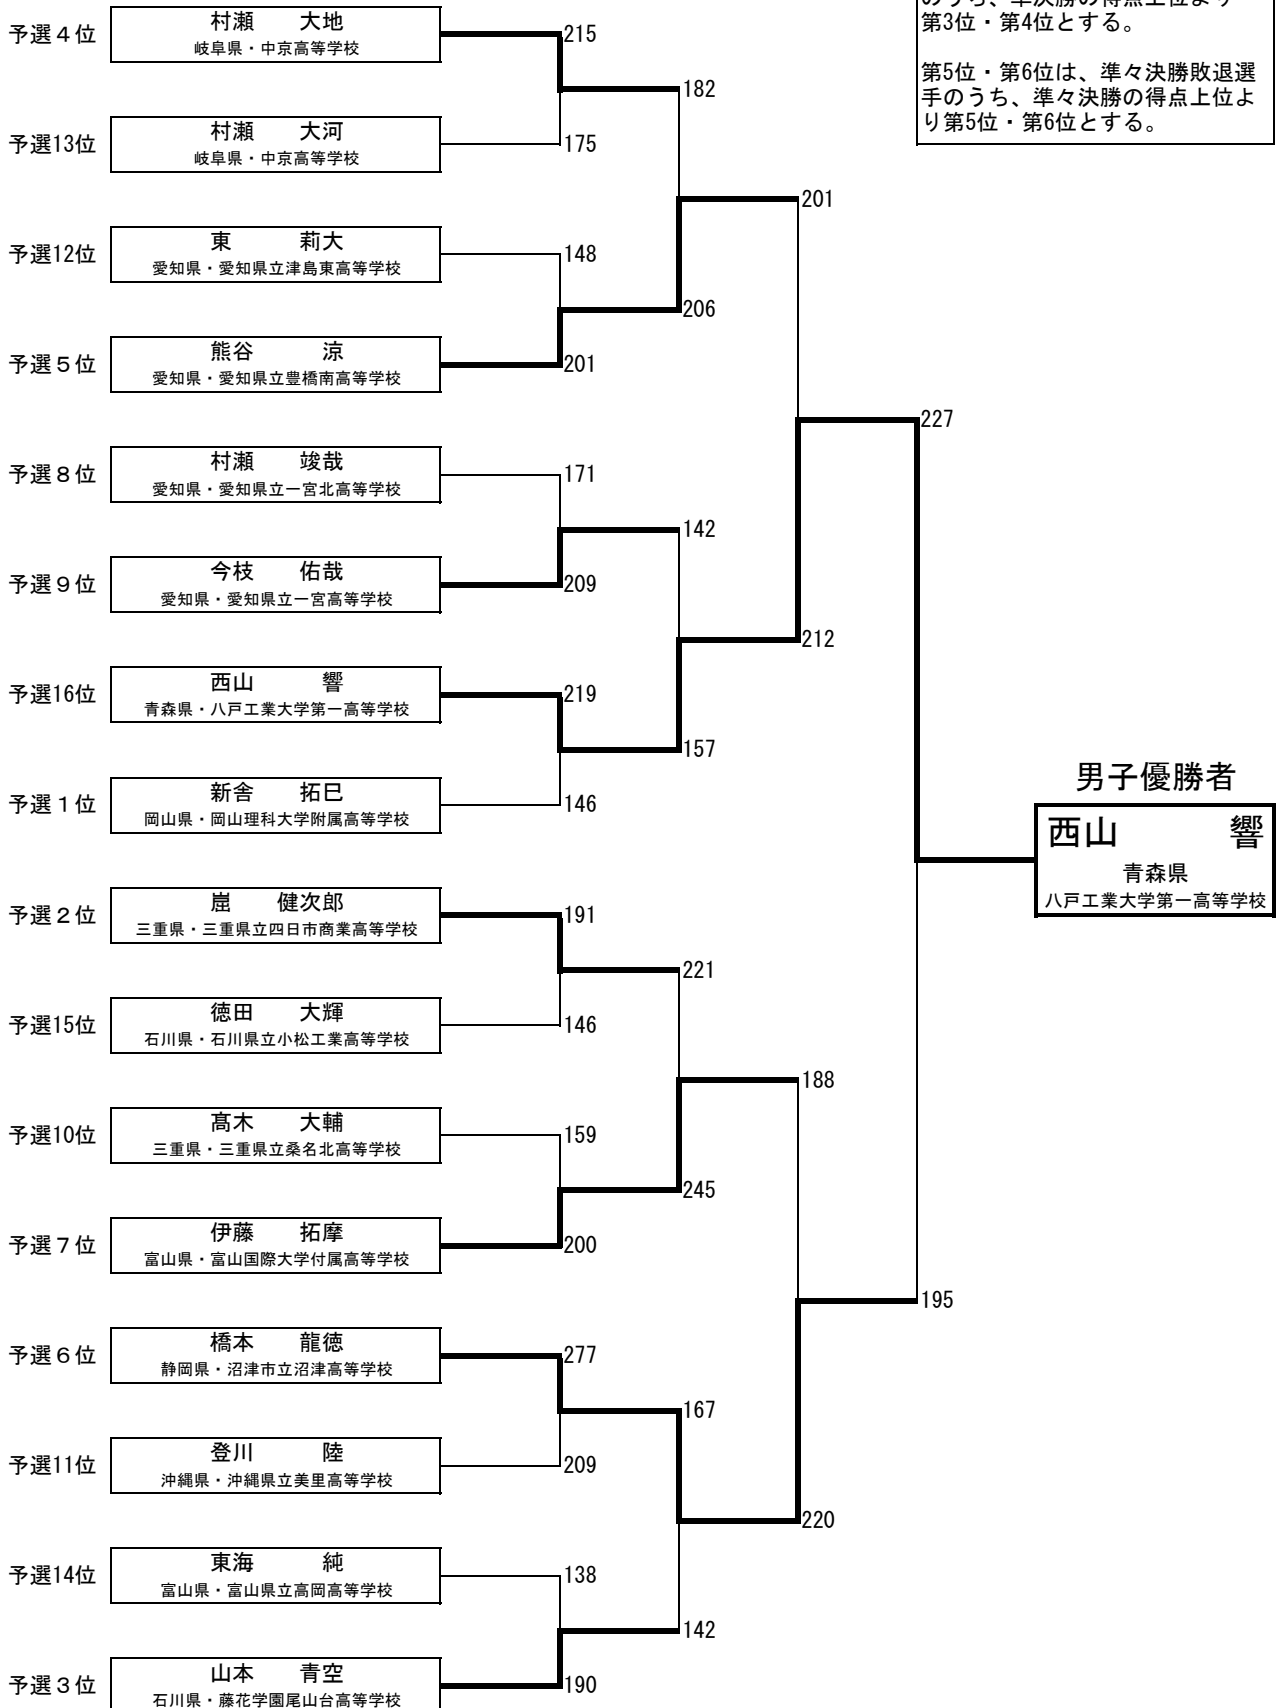 第3位・第4位とする。
第5位・第6位は、準々決勝敗退選
手のうち、準々決勝の得点上位よ
り第5位・第6位とする。
予選４位
村瀬 大地
岐阜県・中京高等学校
215
182
予選13位
村瀬 大河
岐阜県・中京高等学校
175
201
予選12位
東 莉大
愛知県・愛知県立津島東高等学校
148
206
予選５位
熊谷 涼
愛知県・愛知県立豊橋南高等学校
201
227
予選８位
村瀬 竣哉
愛知県・愛知県立一宮北高等学校
171
142
予選９位
今枝 佑哉
愛知県・愛知県立一宮高等学校
209
212
予選16位
西山 響
青森県・八戸工業大学第一高等学校
219
157
予選１位
新舎 拓巳
岡山県・岡山理科大学附属高等学校
146
男子優勝者
西山 響
青森県
八戸工業大学第一高等学校
予選２位
崫 健次郎
三重県・三重県立四日市商業高等学校
191
221
予選15位
徳田 大輝
石川県・石川県立小松工業高等学校
146
188
予選10位
髙木 大輔
三重県・三重県立桑名北高等学校
159
245
予選７位
伊藤 拓摩
富山県・富山国際大学付属高等学校
200
195
予選６位
橋本 龍徳
静岡県・沼津市立沼津高等学校
277
167
予選11位
登川 陸
沖縄県・沖縄県立美里高等学校
209
220
予選14位
東海 純
富山県・富山県立高岡高等学校
138
142
予選３位
山本 青空
石川県・藤花学園尾山台高等学校
190